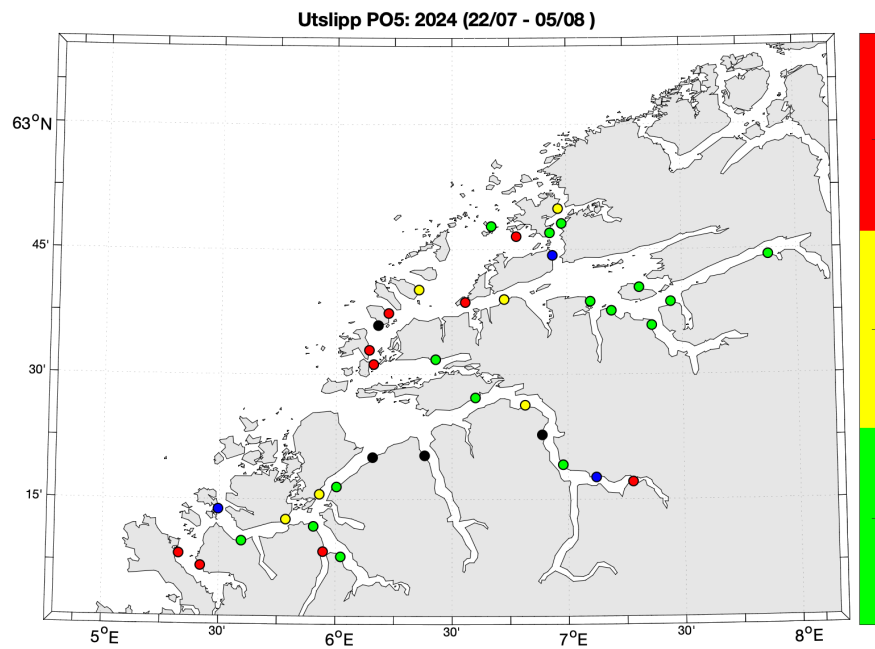 Utslipp PO5: 2024 (22/07 - 05/08 )
63°N
45'
30'
15'
5°E
30'
6°E
30'
7°E
30'
8°E